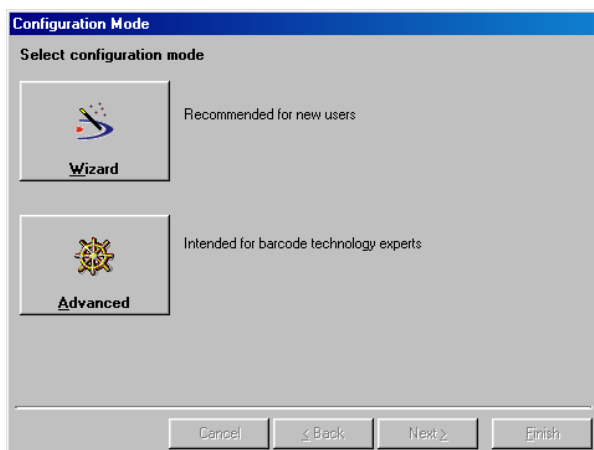 Configuration Mode
Select configuration mode
Recommended for new users
Wizard
Intended for barcode technology experts
Advanced
Cancel
< Back
Next >
Finish